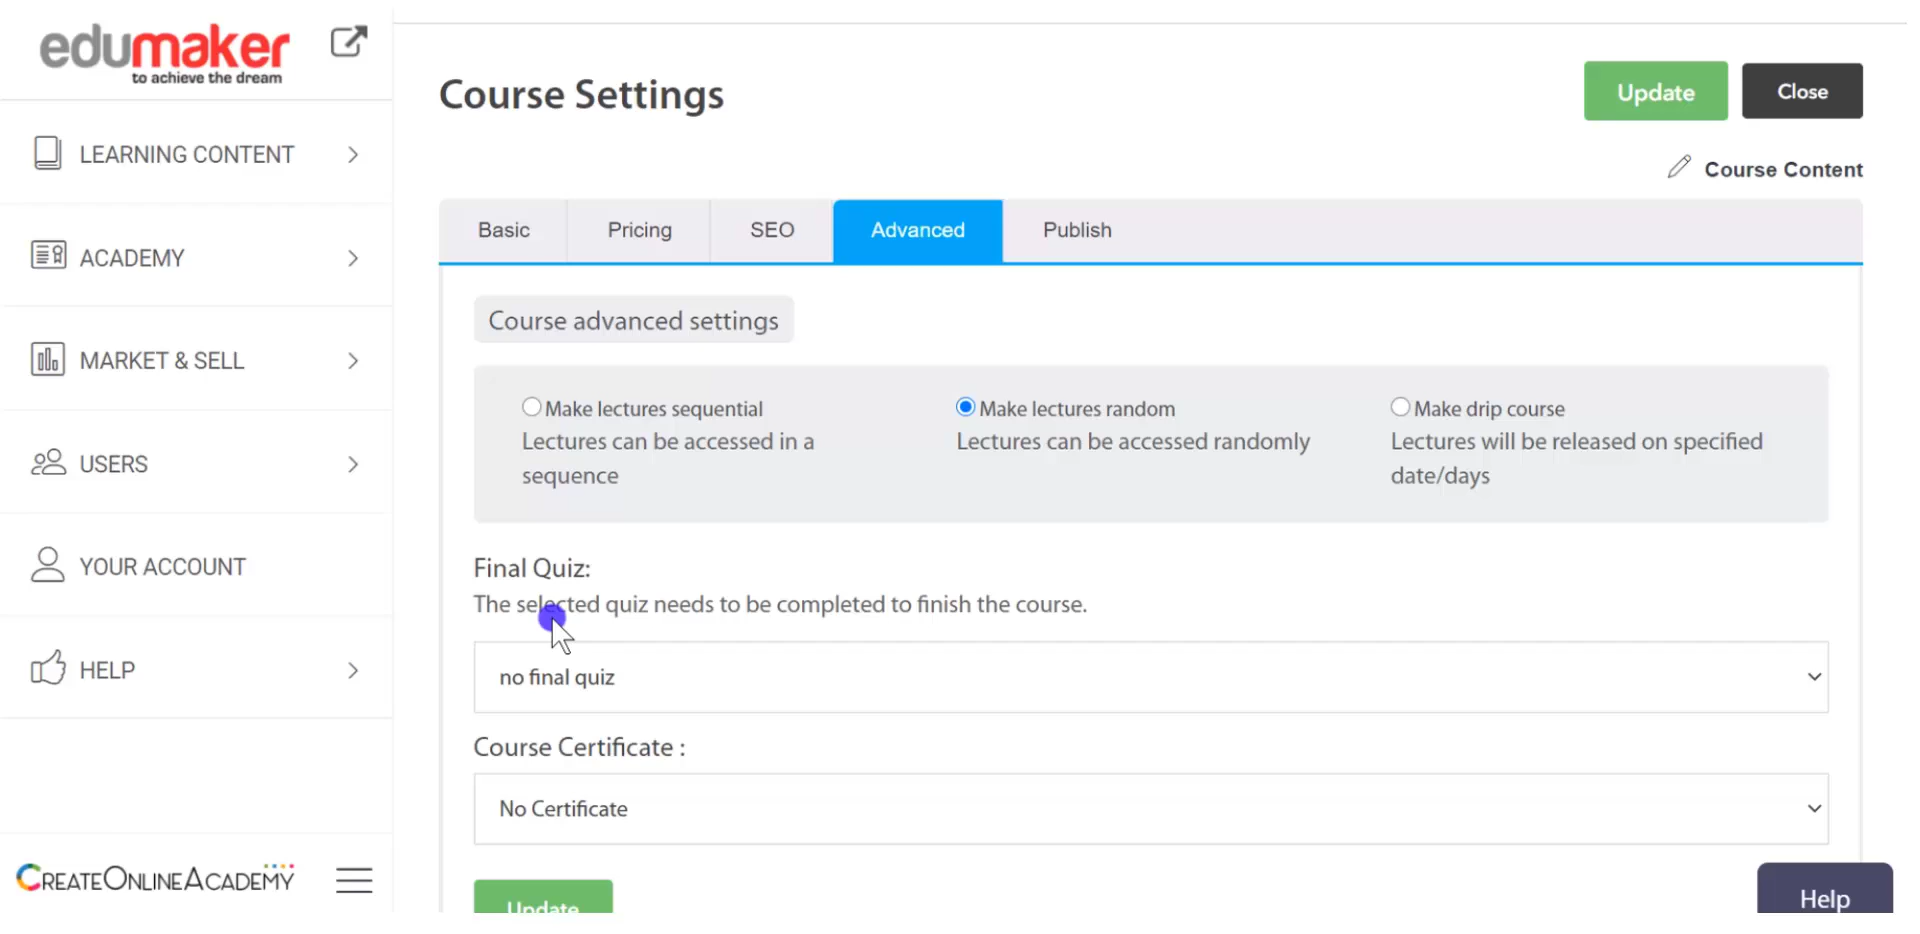 edumaker
to achieve the dream
LEARNING CONTENT
ACADEMY
MARKET & SELL
USERS
YOUR ACCOUNT
HELP
CREATEONLINEACADEMY
Course Settings
Update
Close
Course Content
Basic
Pricing
SEO
Advanced
Publish
Course advanced settings
Make lectures sequential
Lectures can be accessed in a
sequence
Make lectures random
Lectures can be accessed randomly
Make drip course
Lectures will be released on specified
date/days
Final Quiz:
The selected quiz needs to be completed to finish the course.
no final quiz
Course Certificate :
No Certificate
Update
Help